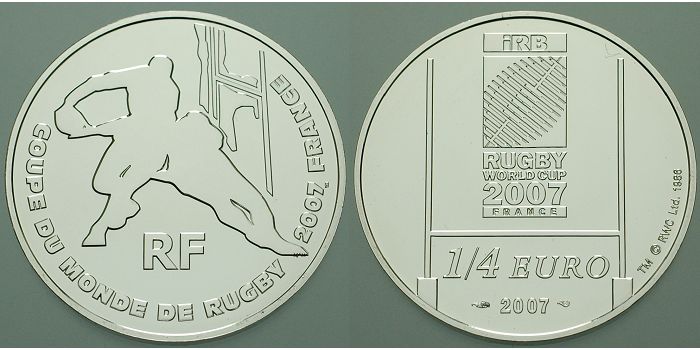 COUPE DU MONDE DE RUGBY 2007 FRANCE
RF
iRB
RUGBY
WORLD CUP
2007
FRANCE
TM © RWC Ltd. 1986
1/4 EURO
2007